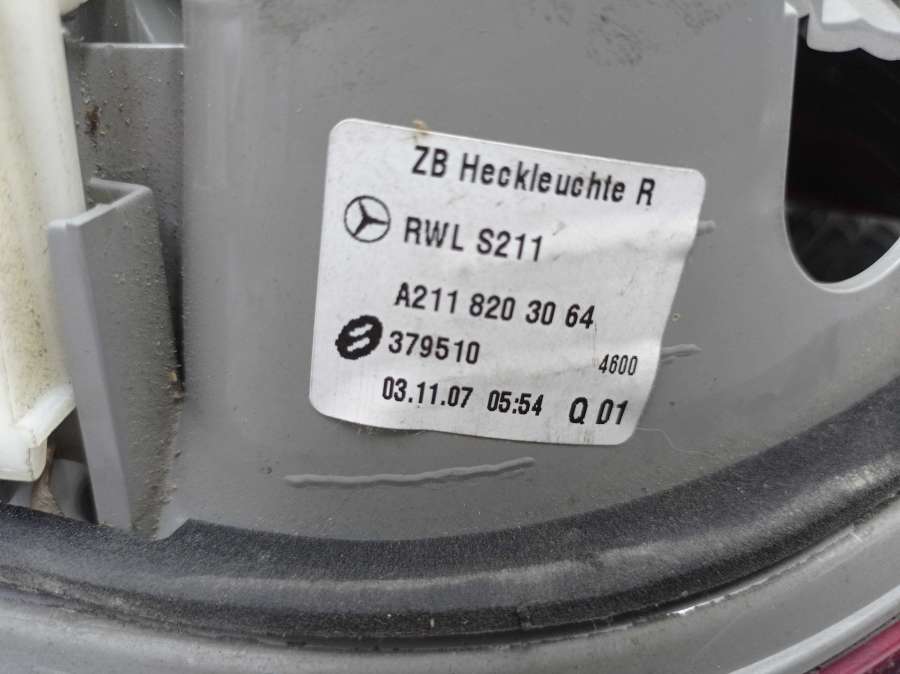 ZB Heckleuchte R
RWL S211
A211 820 30 64
379510 4600
03.11.07 05:54 Q 01